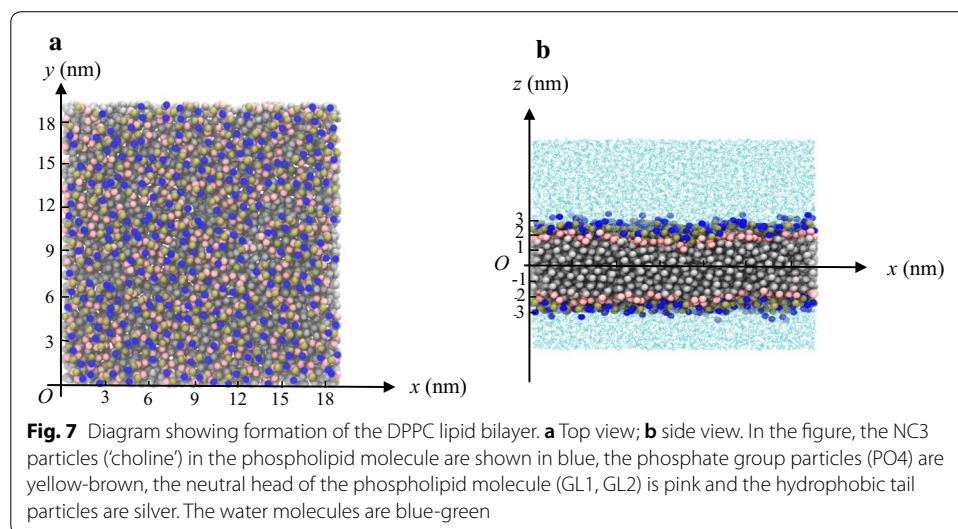 a
y (nm)
18
15
12
9
6
3
O
3 6 9 12 15 18
x (nm)
b
z (nm)
3
2
1
O
x (nm)
-1
-2
-3
Fig. 7 Diagram showing formation of the DPPC lipid bilayer. a Top view; b side view. In the figure, the NC3
particles (‘choline’) in the phospholipid molecule are shown in blue, the phosphate group particles (PO4) are
yellow-brown, the neutral head of the phospholipid molecule (GL1, GL2) is pink and the hydrophobic tail
particles are silver. The water molecules are blue-green